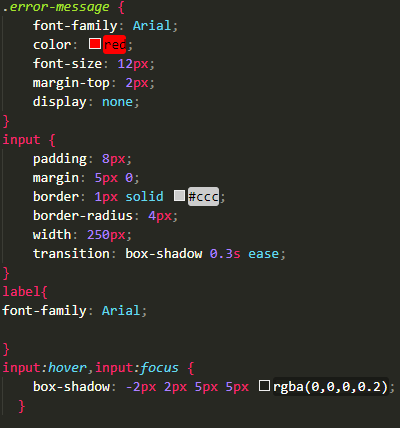 .error-message {
    font-family: Arial;
    color: red;
    font-size: 12px;
    margin-top: 2px;
    display: none;
}
input {
    padding: 8px;
    margin: 5px 0;
    border: 1px solid #ccc;
    border-radius: 4px;
    width: 250px;
    transition: box-shadow 0.3s ease;
}
label{
font-family: Arial;

}
input:hover,input:focus {
    box-shadow: -2px 2px 5px 5px rgba(0,0,0,0.2);
  }